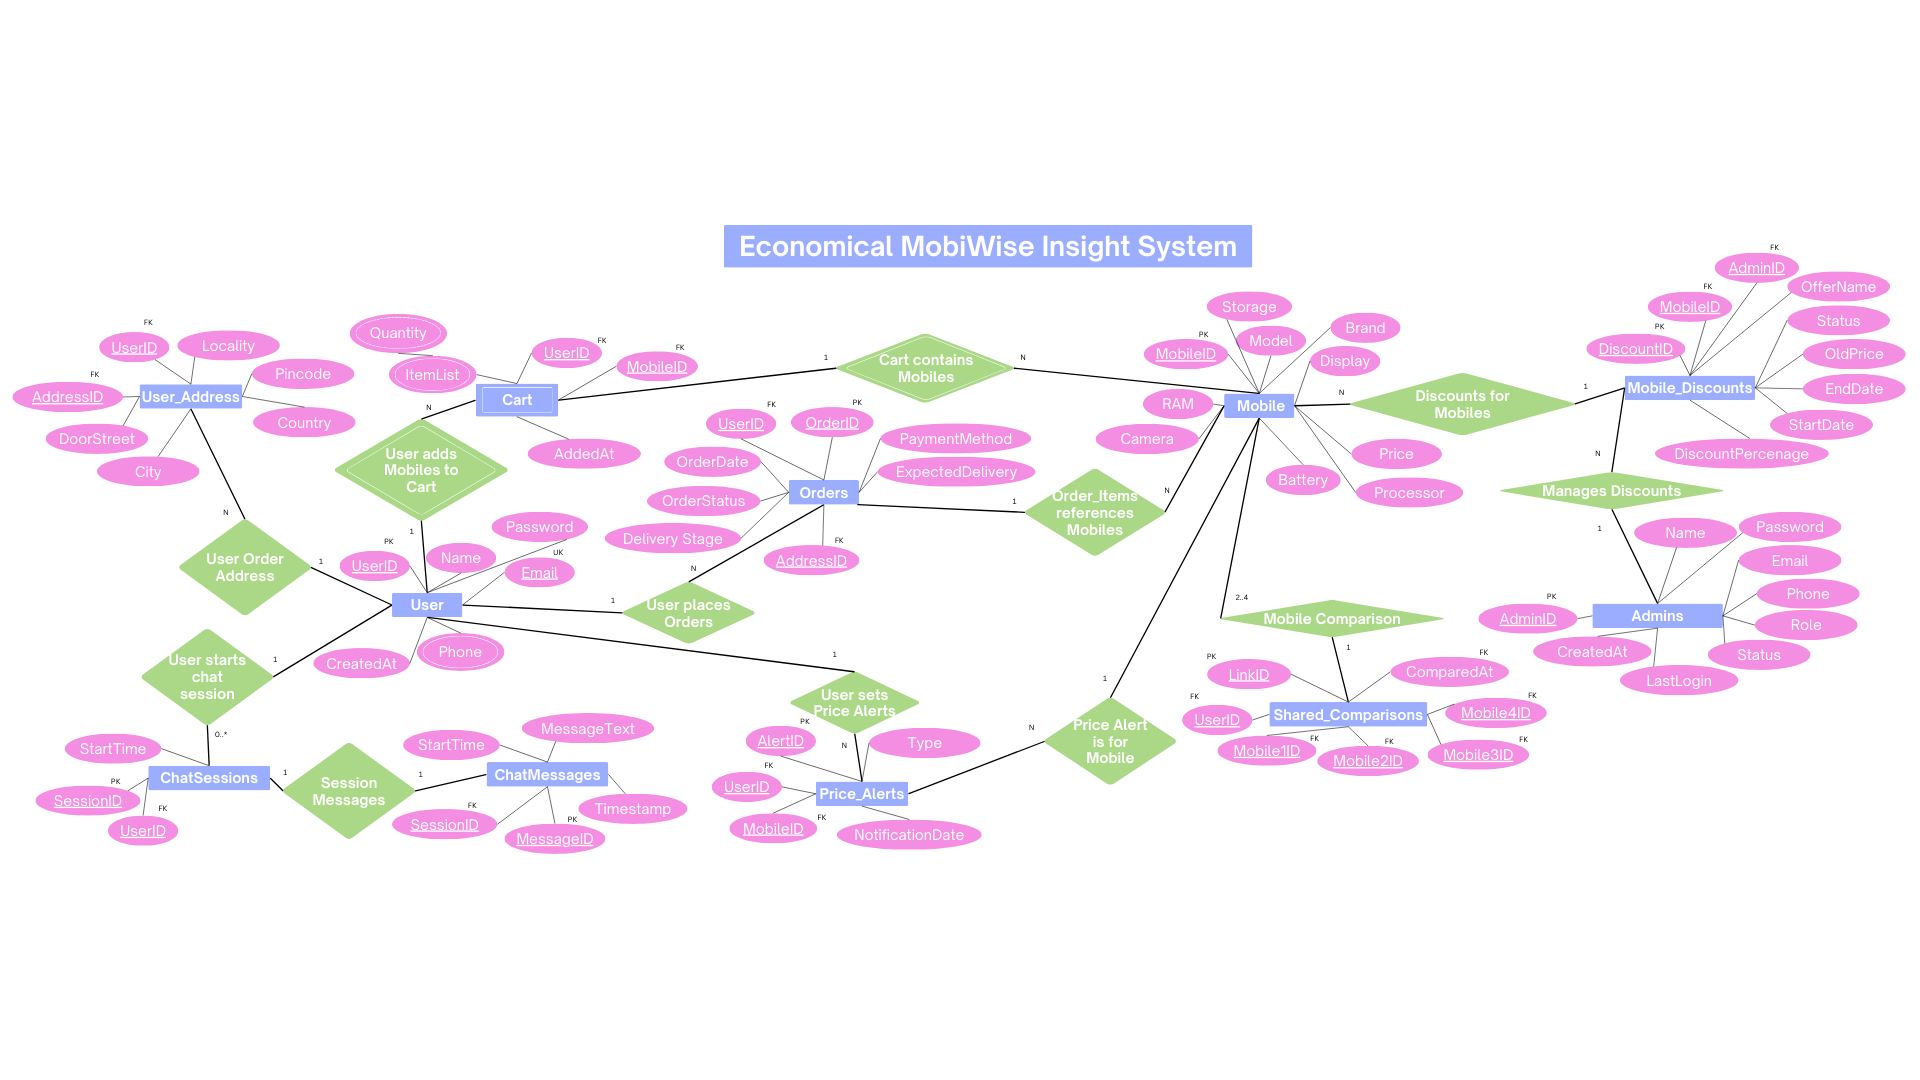 Economical MobiWise Insight System
FK
UserID
Locality
FK
AddressID
Pincode
User_Address
Country
DoorStreet
City
N
User Order
Address
1
Quantity
ItemList
UserID
FK
FK
MobileID
Cart
AddedAt
N
User adds
Mobiles to
Cart
1
1
Cart contains
Mobiles
N
FK
UserID
PK
OrderID
OrderDate
PaymentMethod
ExpectedDelivery
OrderStatus
Orders
Delivery Stage
FK
AddressID
1
Order_Items
references
Mobiles
N
N
User places
Orders
1
PK
UserID
Name
Password
UK
Email
User
CreatedAt
Phone
User starts
chat
session
1
0..*
StartTime
ChatSessions
PK
SessionID
FK
UserID
1
Session
Messages
1
StartTime
MessageText
ChatMessages
Timestamp
FK
SessionID
PK
MessageID
1
User sets
Price Alerts
N
PK
AlertID
Type
FK
UserID
Price_Alerts
MobileID
FK
NotificationDate
N
Price Alert
is for
Mobile
1
Storage
PK
MobileID
Model
Brand
Display
RAM
Mobile
Camera
Price
Battery
Processor
N
Discounts for
Mobiles
1
FK
AdminID
FK
MobileID
OfferName
PK
DiscountID
Status
OldPrice
Mobile_Discounts
EndDate
StartDate
DiscountPercenage
N
Manages Discounts
1
Name
Password
Email
PK
AdminID
Admins
Phone
Role
CreatedAt
Status
LastLogin
2..4
Mobile Comparison
1
PK
LinkID
FK
ComparedAt
FK
UserID
Shared_Comparisons
FK
Mobile4ID
Mobile1ID
FK
Mobile2ID
FK
Mobile3ID
FK